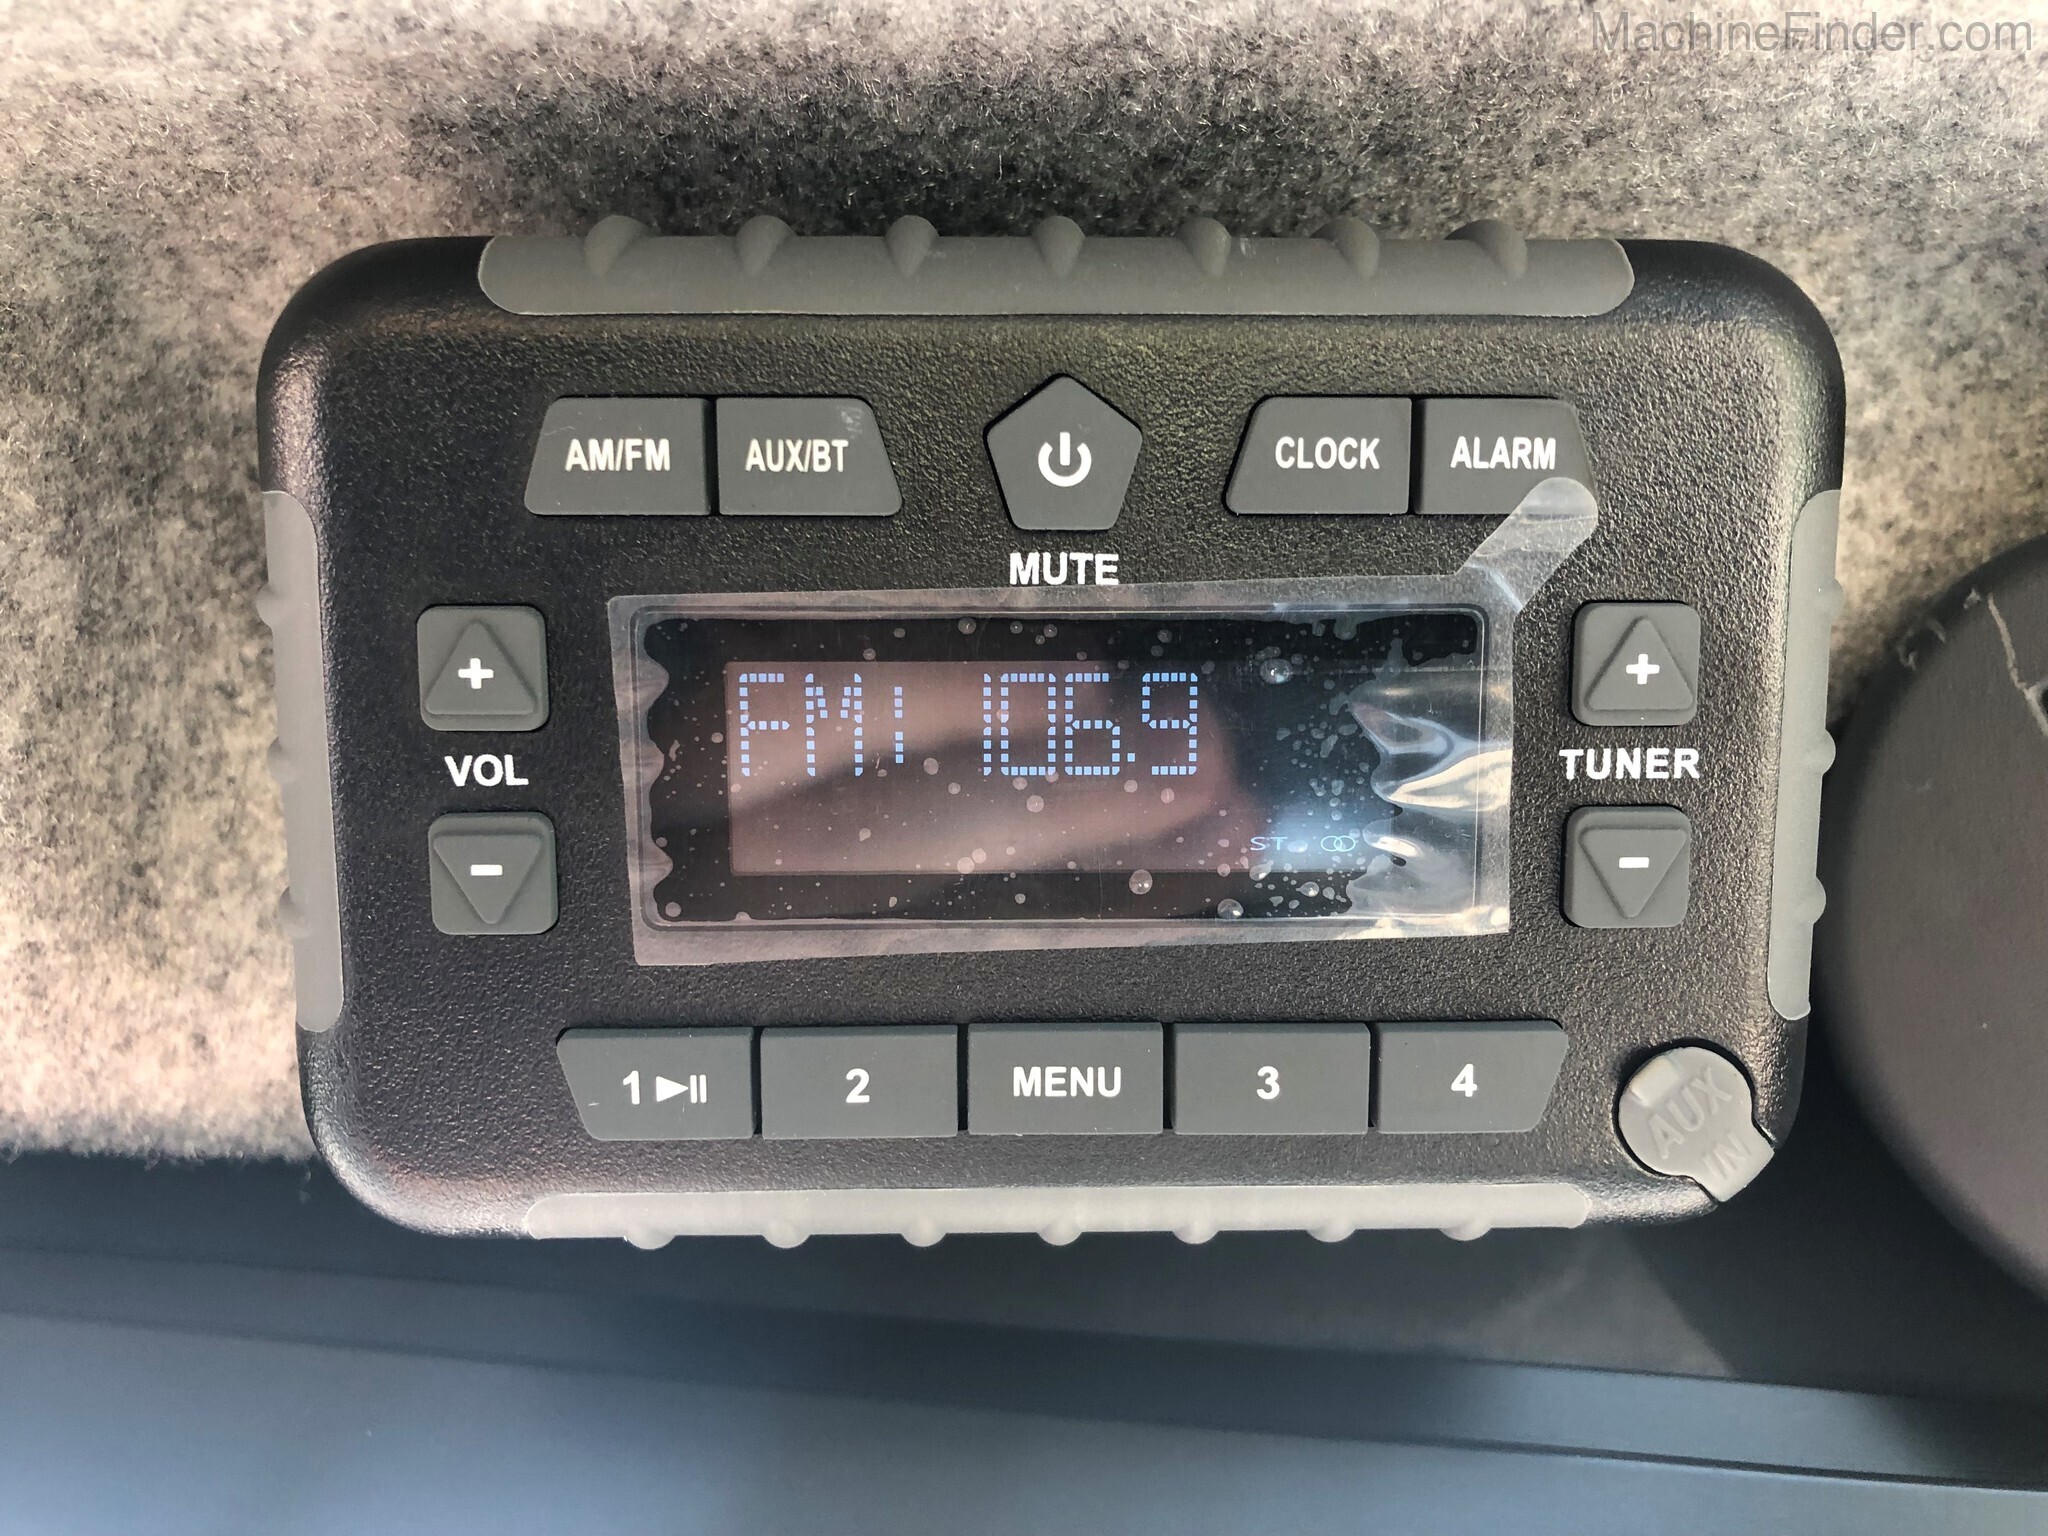 MachineFinder.com
AM/FM
AUX/BT
CLOCK
ALARM
MUTE
+
+
FM1 106.9
VOL
TUNER
-
-
ST
1 ▶II
2
MENU
3
4
AUX
IN